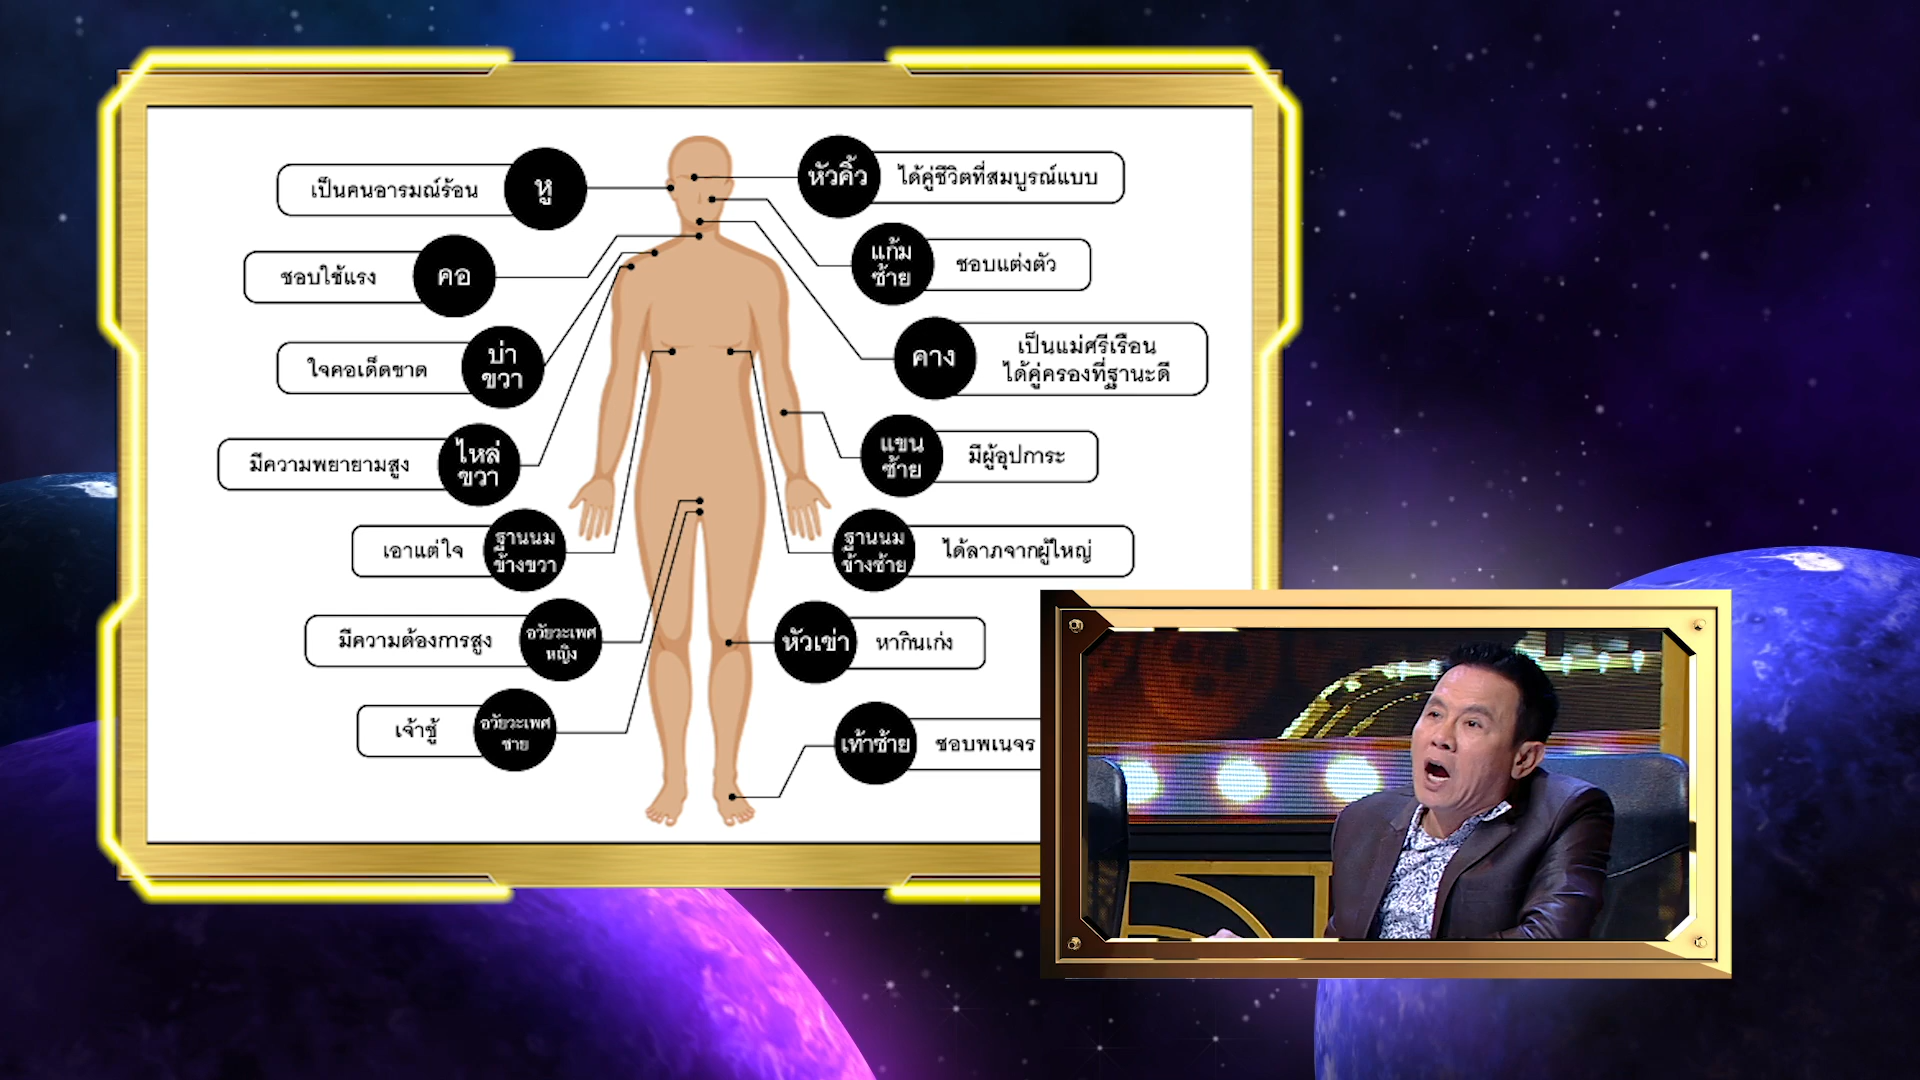 หู
เป็นคนอารมณ์ร้อน
คอ
ชอบใช้แรง
บ่า
ขวา
ใจคอเด็ดขาด
ไหล่
ขวา
มีความพยายามสูง
ฐานนม
ข้างขวา
เอาแต่ใจ
อวัยวะเพศ
หญิง
มีความต้องการสูง
อวัยวะเพศ
ชาย
เจ้าชู้
หัวคิ้ว
ได้คู่ชีวิตที่สมบูรณ์แบบ
แก้ม
ซ้าย
ชอบแต่งตัว
คาง
เป็นแม่ศรีเรือน
ได้คู่ครองที่ฐานะดี
แขน
ซ้าย
มีผู้อุปการะ
ฐานนม
ข้างซ้าย
ได้ลาภจากผู้ใหญ่
หัวเข่า
หากินเก่ง
เท้าซ้าย
ชอบพเนจร